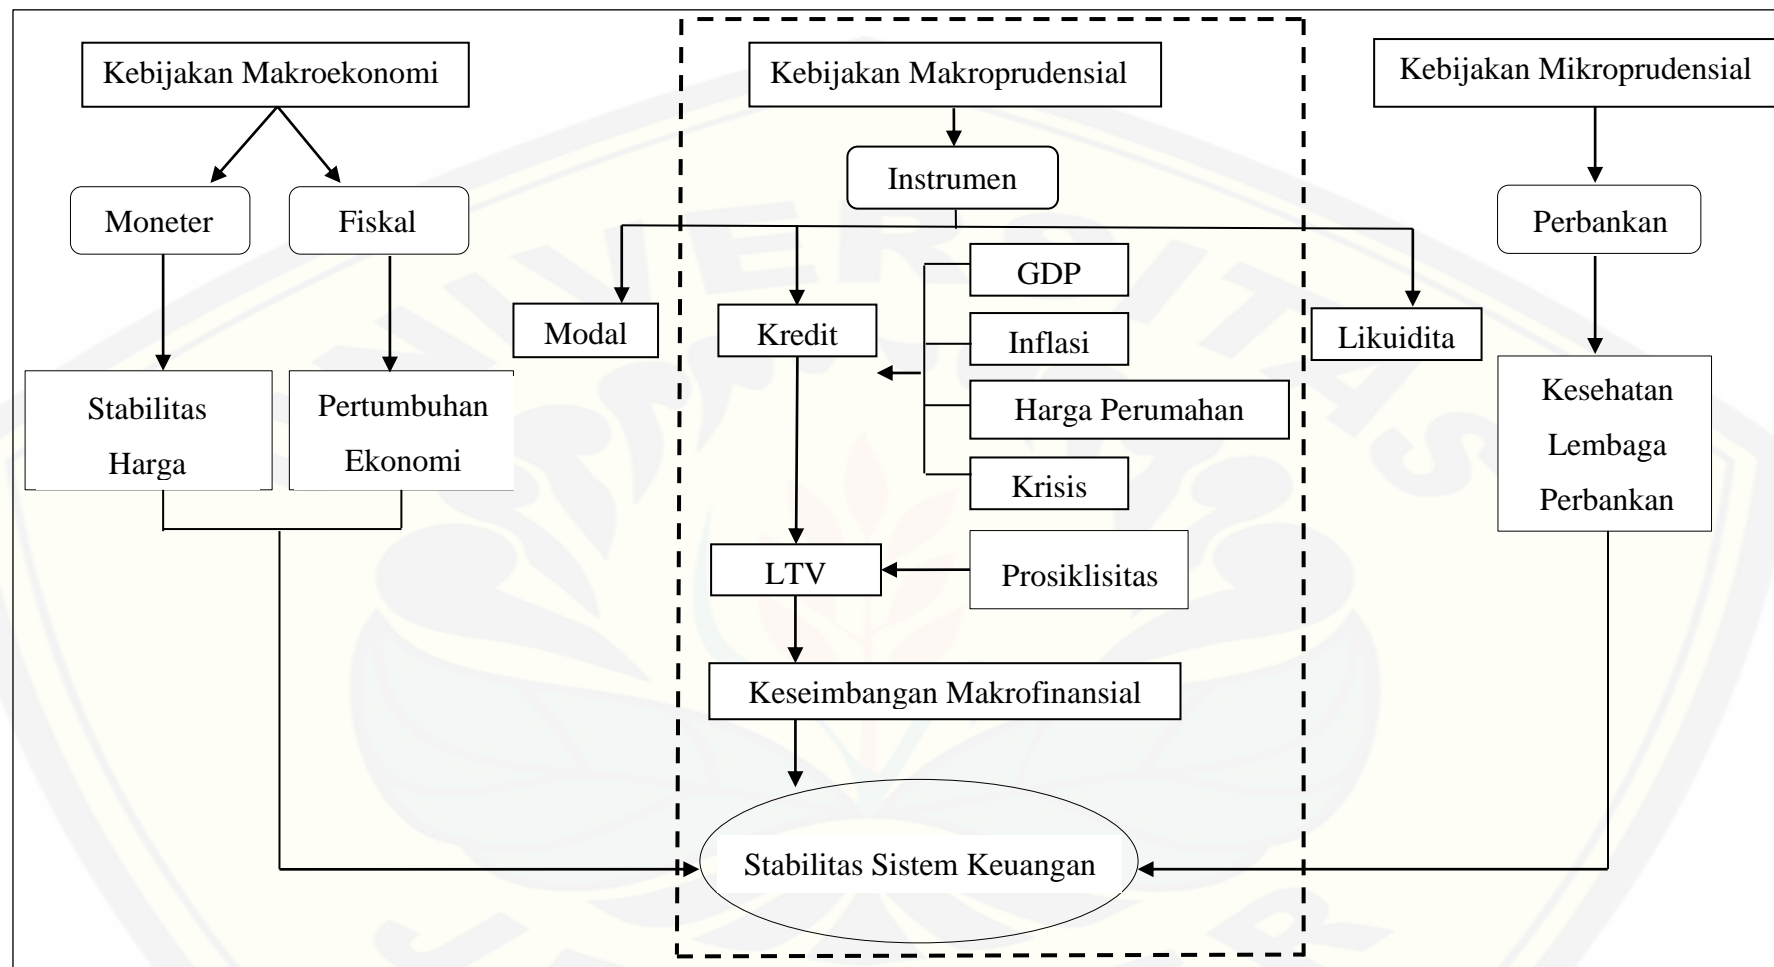 Kebijakan Makroekonomi
Kebijakan Makroprudensial
Kebijakan Mikroprudensial
Instrumen
Moneter
Fiskal
Perbankan
GDP
Modal
Kredit
Inflasi
Likuidita
Stabilitas
Harga
Pertumbuhan
Ekonomi
Harga Perumahan
Kesehatan
Lembaga
Perbankan
Krisis
LTV
Prosiklisitas
Keseimbangan Makrofinansial
Stabilitas Sistem Keuangan
UNIVERSITAS